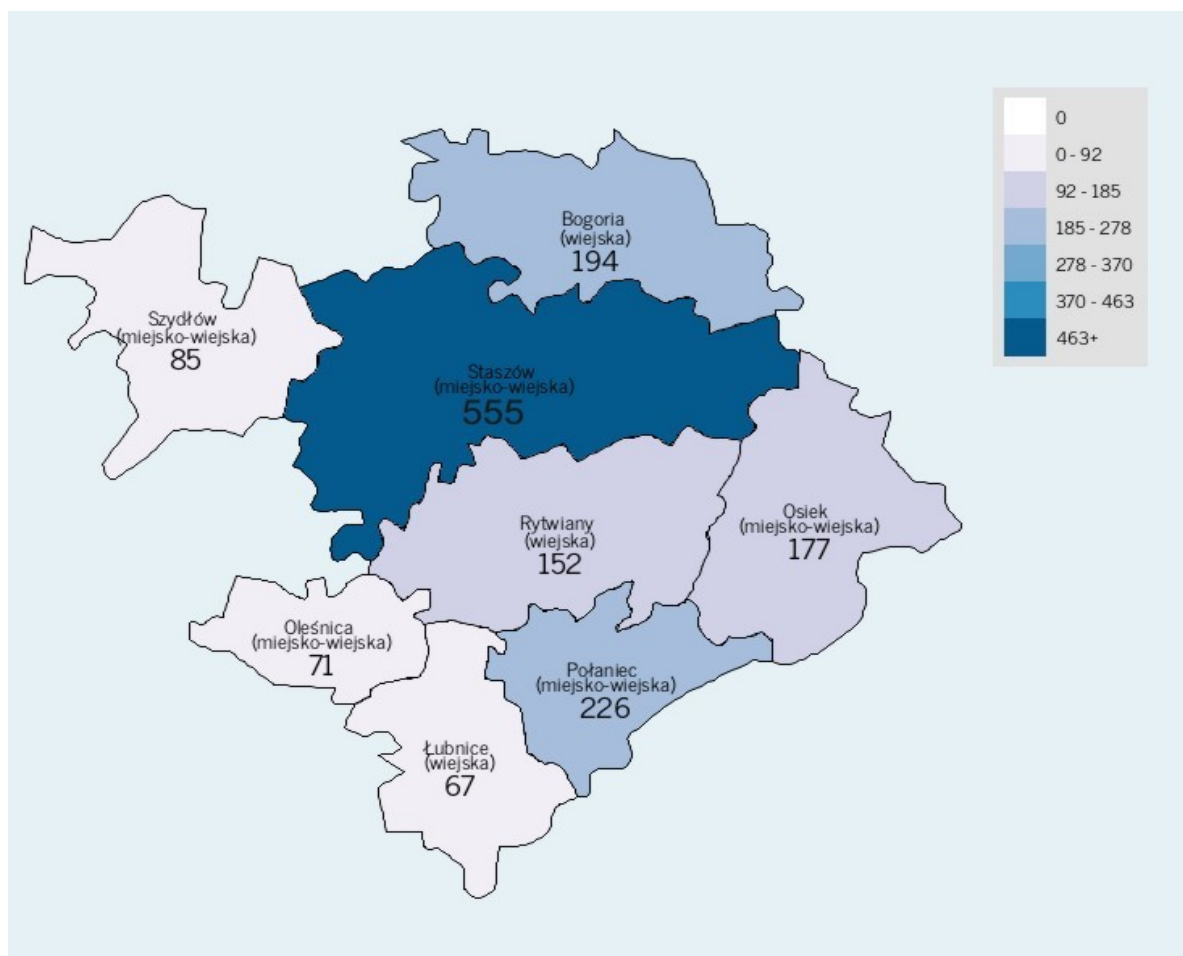 0
0 - 92
92 - 185
185 - 278
278 - 370
370 - 463
463+
Bogoria
(wiejska)
194
Szydłów
(miejsko-wiejska)
85
Staszów
(miejsko-wiejska)
555
Rytwiany
(wiejska)
152
Osiek
(miejsko-wiejska)
177
Oleśnica
(miejsko-wiejska)
71
Połaniec
(miejsko-wiejska)
226
Łubnice
(wiejska)
67